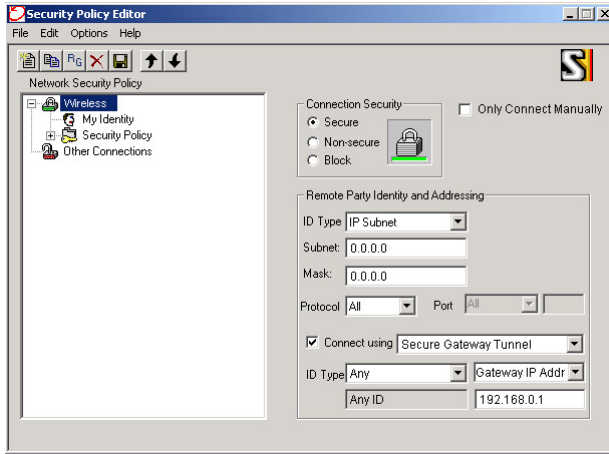 Security Policy Editor
File Edit Options Help
RG
Network Security Policy
Wireless
My Identity
Security Policy
Other Connections
Connection Security
Secure
Non-secure
Block
Only Connect Manually
Remote Party Identity and Addressing
ID Type IP Subnet
Subnet: 0.0.0.0
Mask: 0.0.0.0
Protocol All Port All
Connect using Secure Gateway Tunnel
ID Type Any Gateway IP Addr
Any ID 192.168.0.1